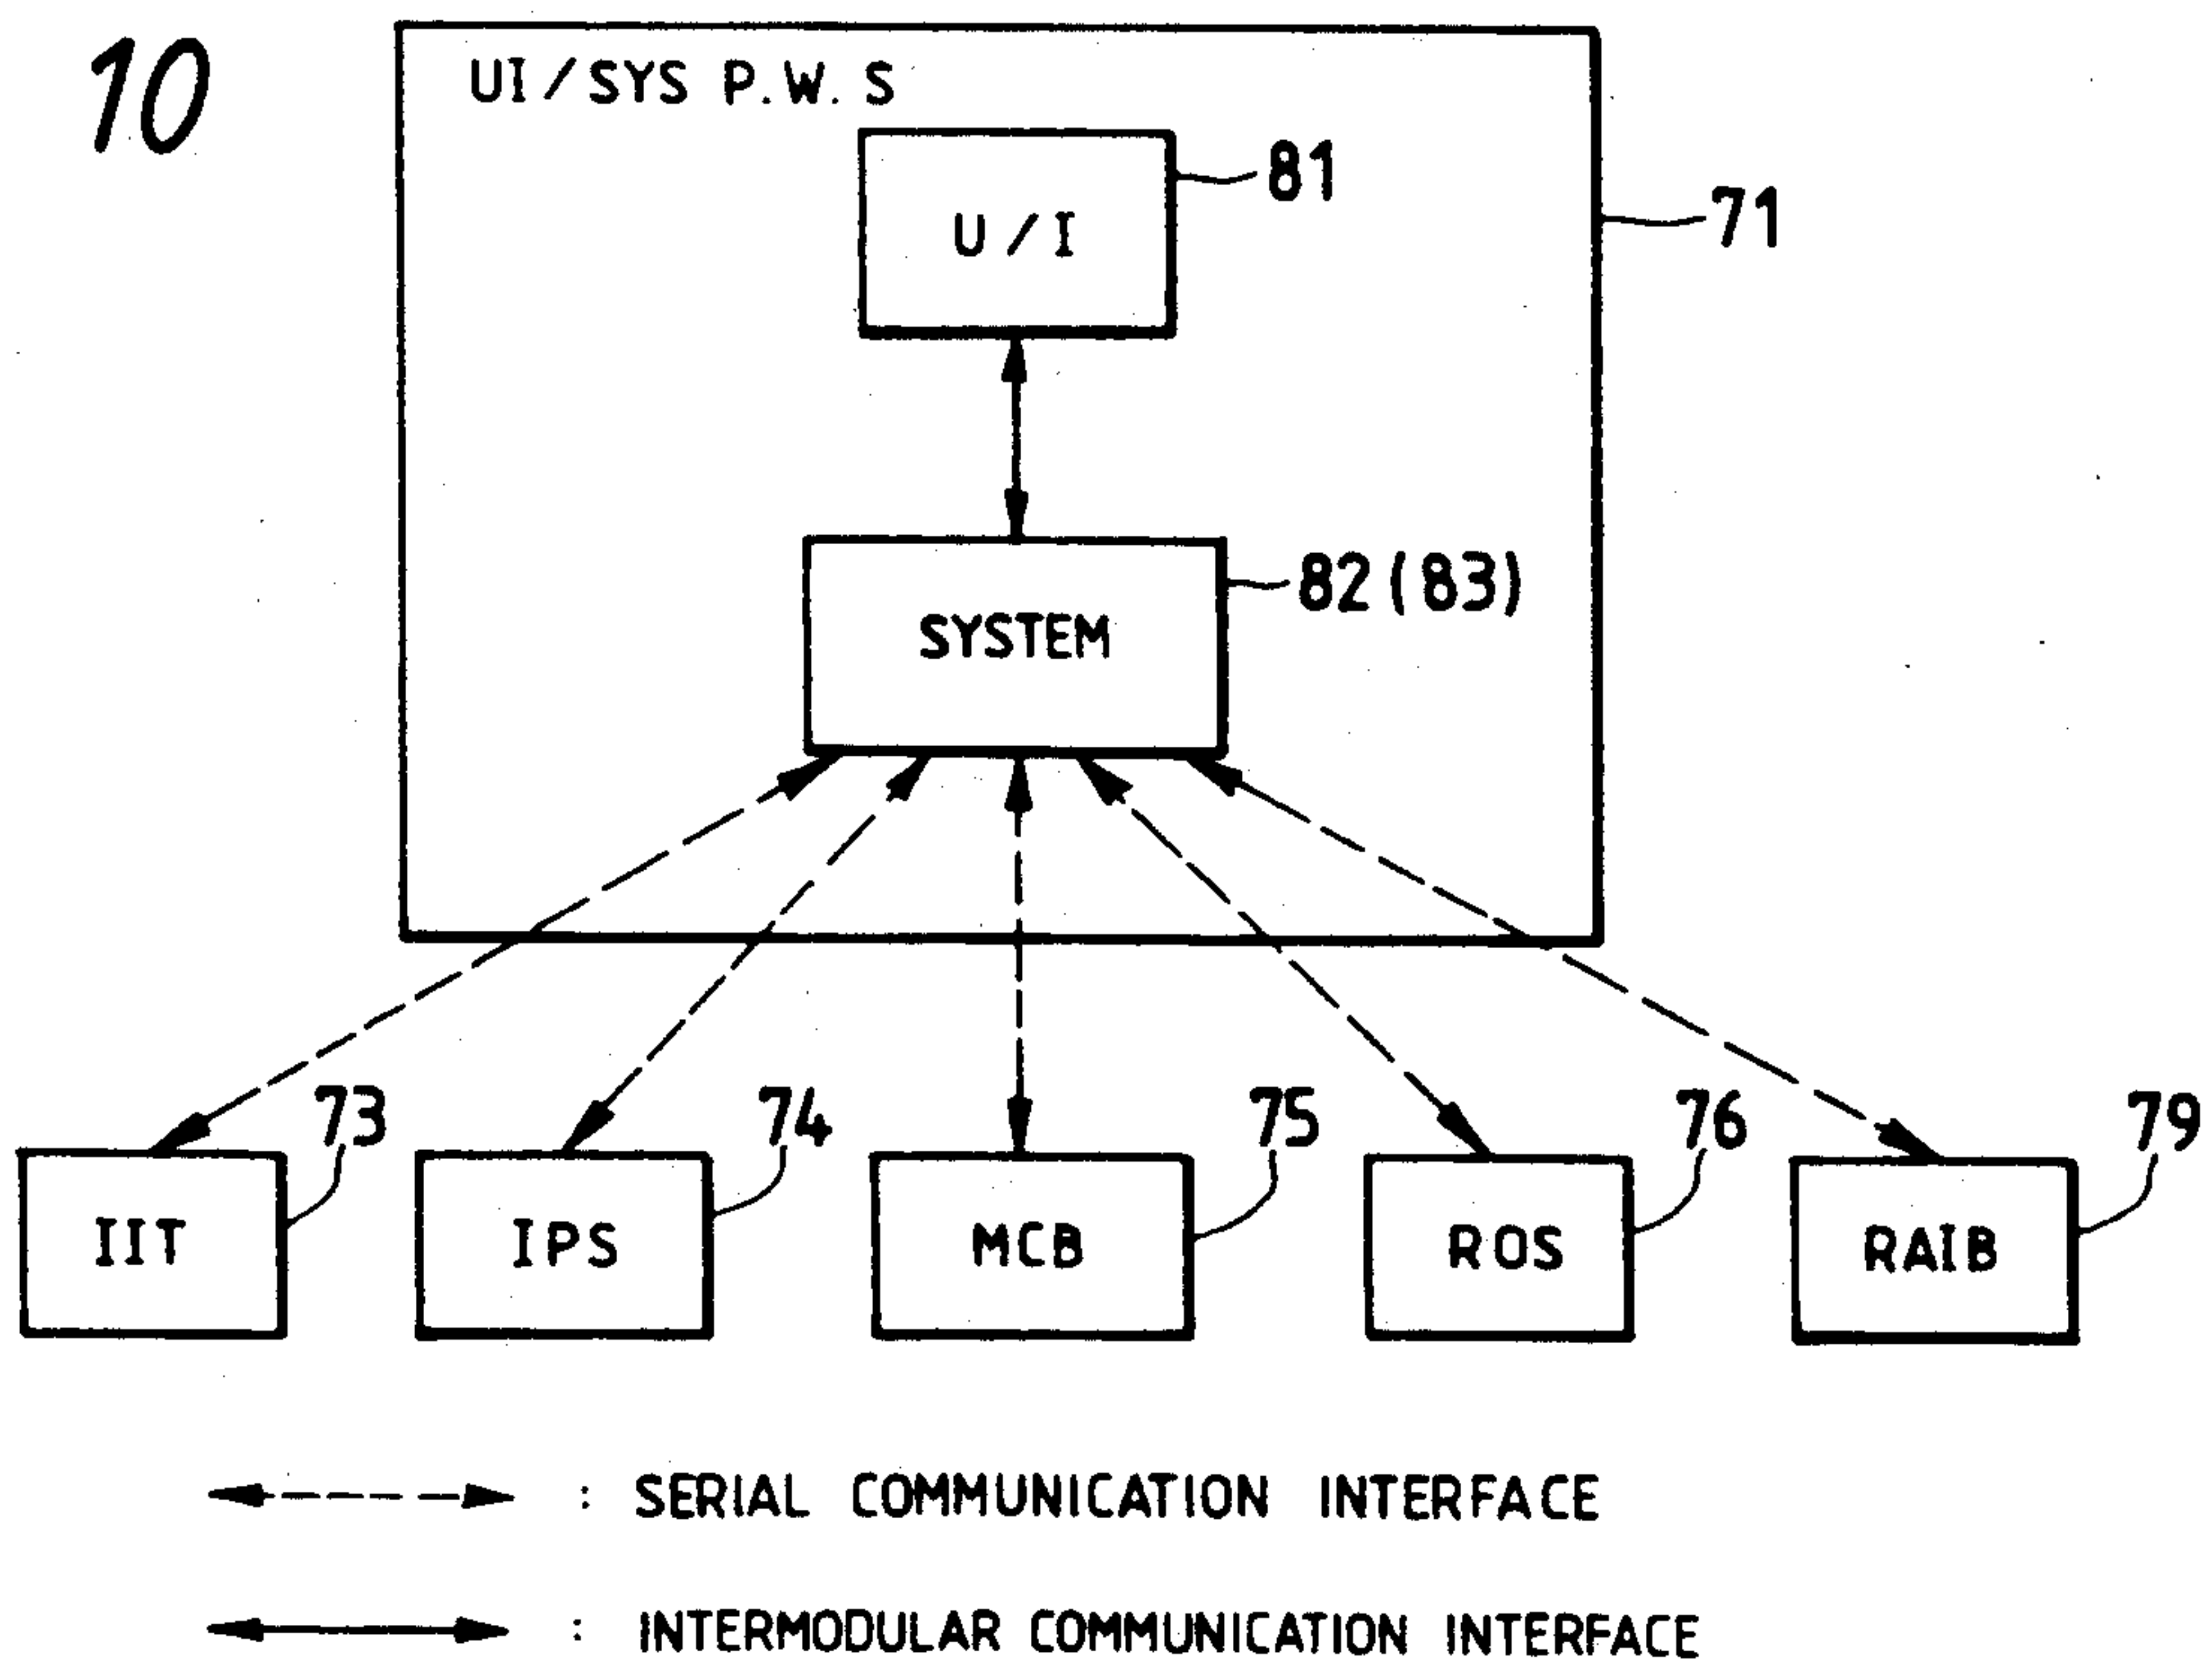 10
UI/SYS P.W.S
81
U/I
71
82(83)
SYSTEM
73
74
75
76
79
IIT
IPS
MCB
ROS
RAIB
: SERIAL COMMUNICATION INTERFACE
: INTERMODULAR COMMUNICATION INTERFACE